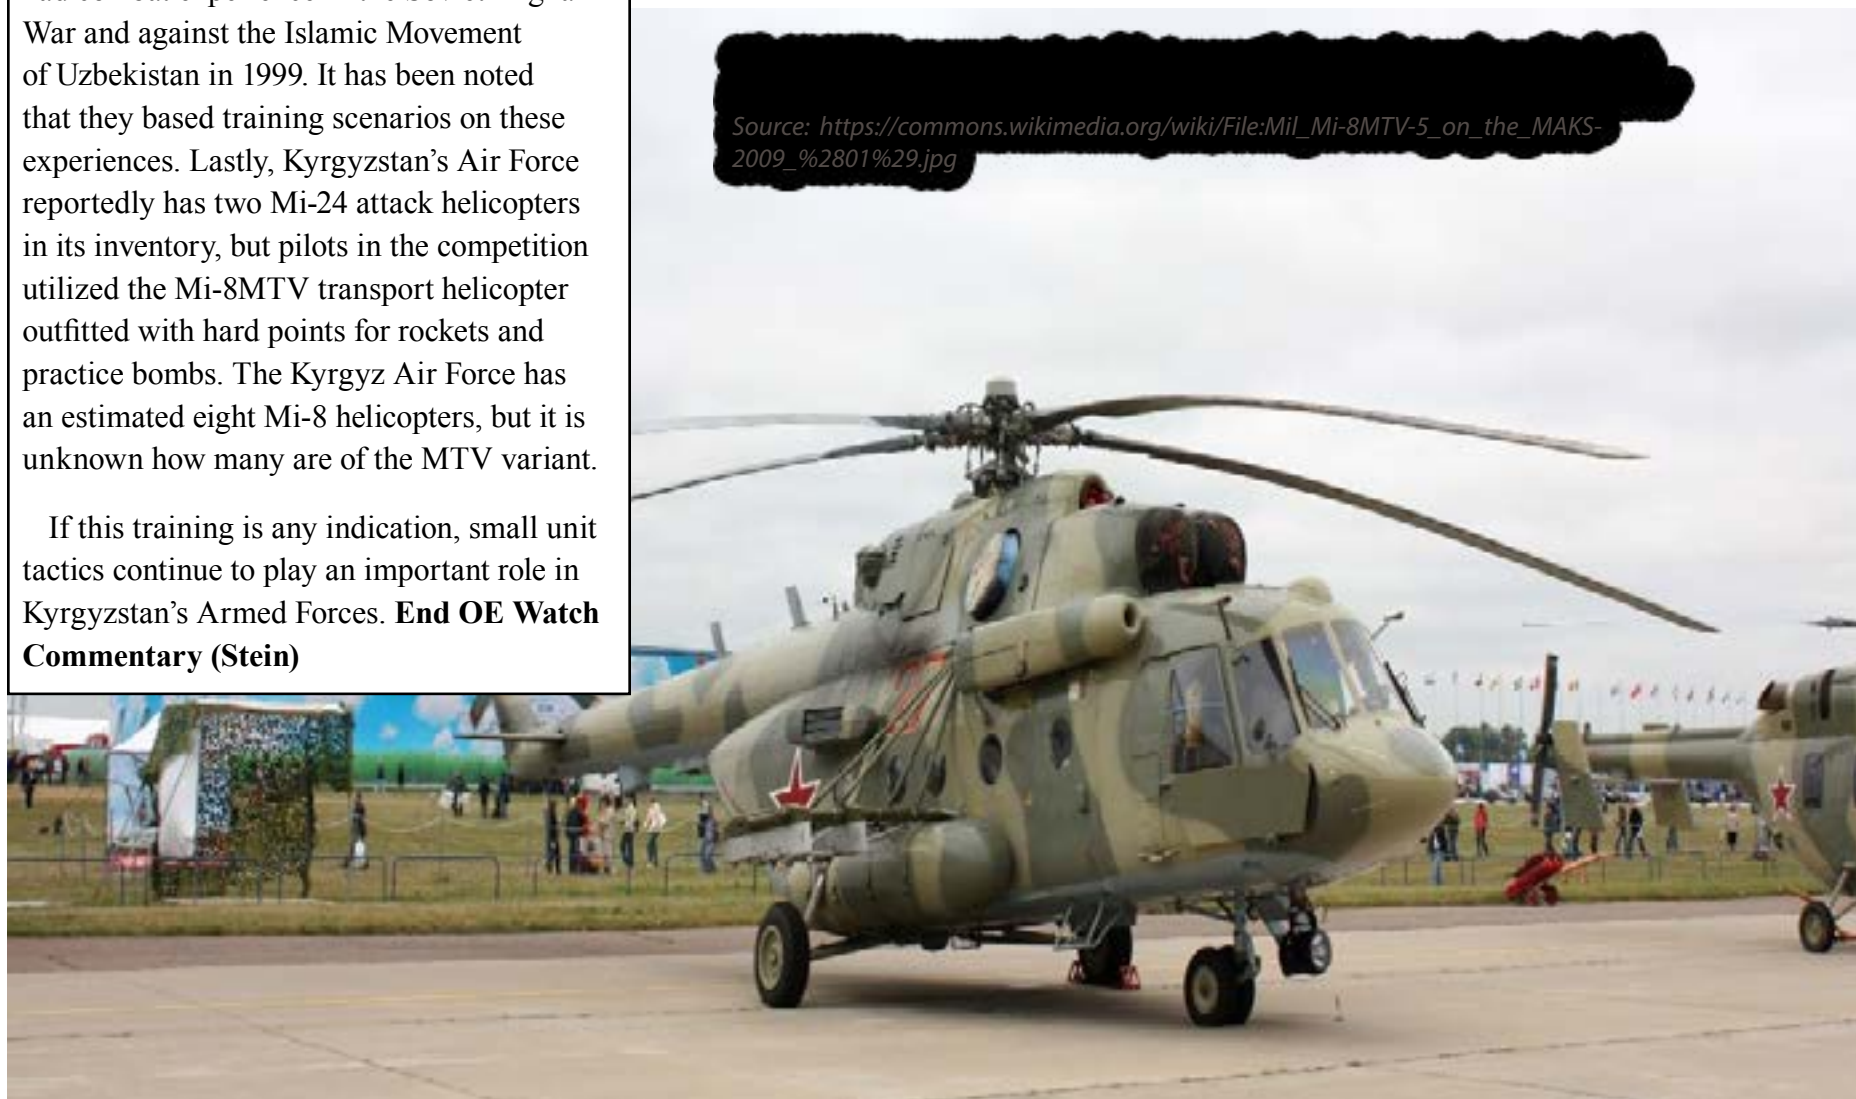 War and against the Islamic Movement
of Uzbekistan in 1999. It has been noted
that they based training scenarios on these
experiences. Lastly, Kyrgyzstan’s Air Force
reportedly has two Mi-24 attack helicopters
in its inventory, but pilots in the competition
utilized the Mi-8MTV transport helicopter
outfitted with hard points for rockets and
practice bombs. The Kyrgyz Air Force has
an estimated eight Mi-8 helicopters, but it is
unknown how many are of the MTV variant.
If this training is any indication, small unit
tactics continue to play an important role in
Kyrgyzstan’s Armed Forces. End OE Watch
Commentary (Stein)
Source: https://commons.wikimedia.org/wiki/File:Mil_Mi-8MTV-5_on_the_MAKS-
2009_%2801%29.jpg